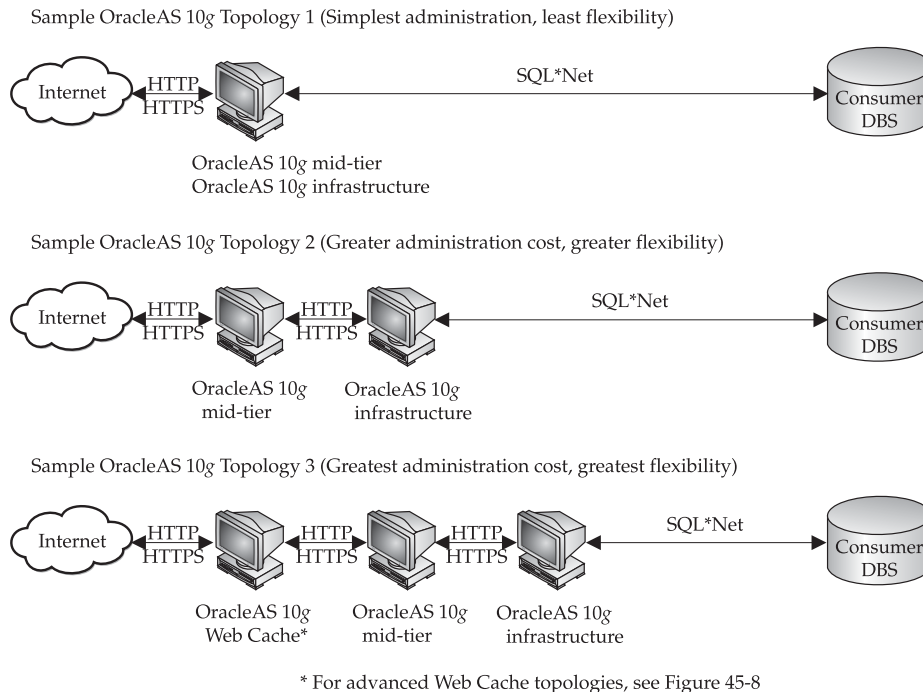 Sample OracleAS 10g Topology 1 (Simplest administration, least flexibility)
Internet
HTTP
HTTPS
SQL*Net
Consumer
DBS
OracleAS 10g mid-tier
OracleAS 10g infrastructure
Sample OracleAS 10g Topology 2 (Greater administration cost, greater flexibility)
Internet
HTTP
HTTPS
HTTP
HTTPS
SQL*Net
Consumer
DBS
OracleAS 10g
mid-tier
OracleAS 10g
infrastructure
Sample OracleAS 10g Topology 3 (Greatest administration cost, greatest flexibility)
Internet
HTTP
HTTPS
HTTP
HTTPS
HTTP
HTTPS
SQL*Net
Consumer
DBS
OracleAS 10g
Web Cache*
OracleAS 10g
mid-tier
OracleAS 10g
infrastructure
* For advanced Web Cache topologies, see Figure 45-8